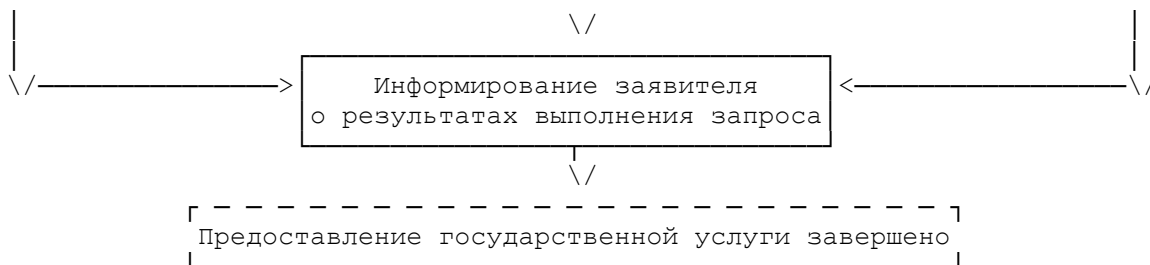 Информирование заявителя
о результатах выполнения запроса
Предоставление государственной услуги завершено